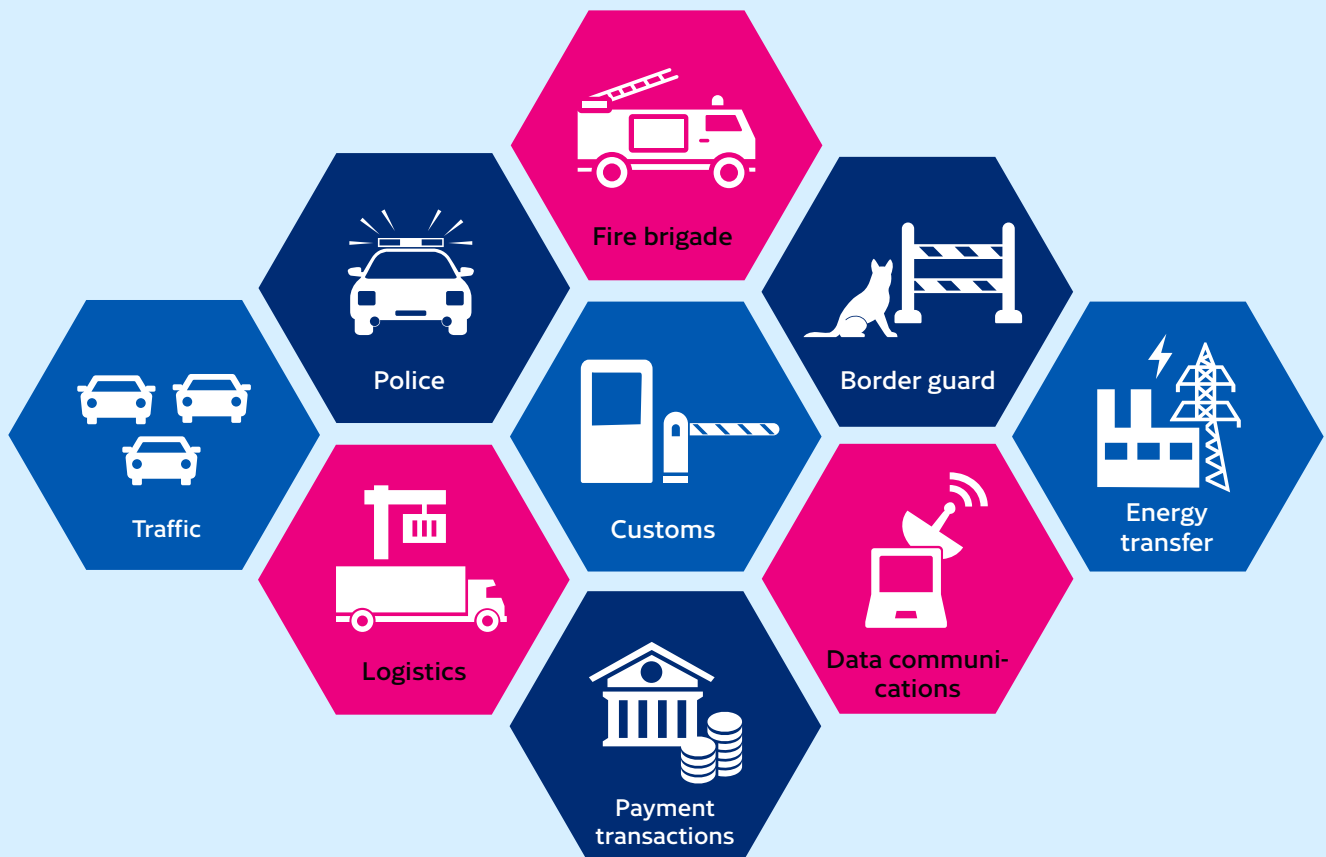 Fire brigade
Police
Border guard
Traffic
Customs
Energy
transfer
Logistics
Data communi-
cations
Payment
transactions